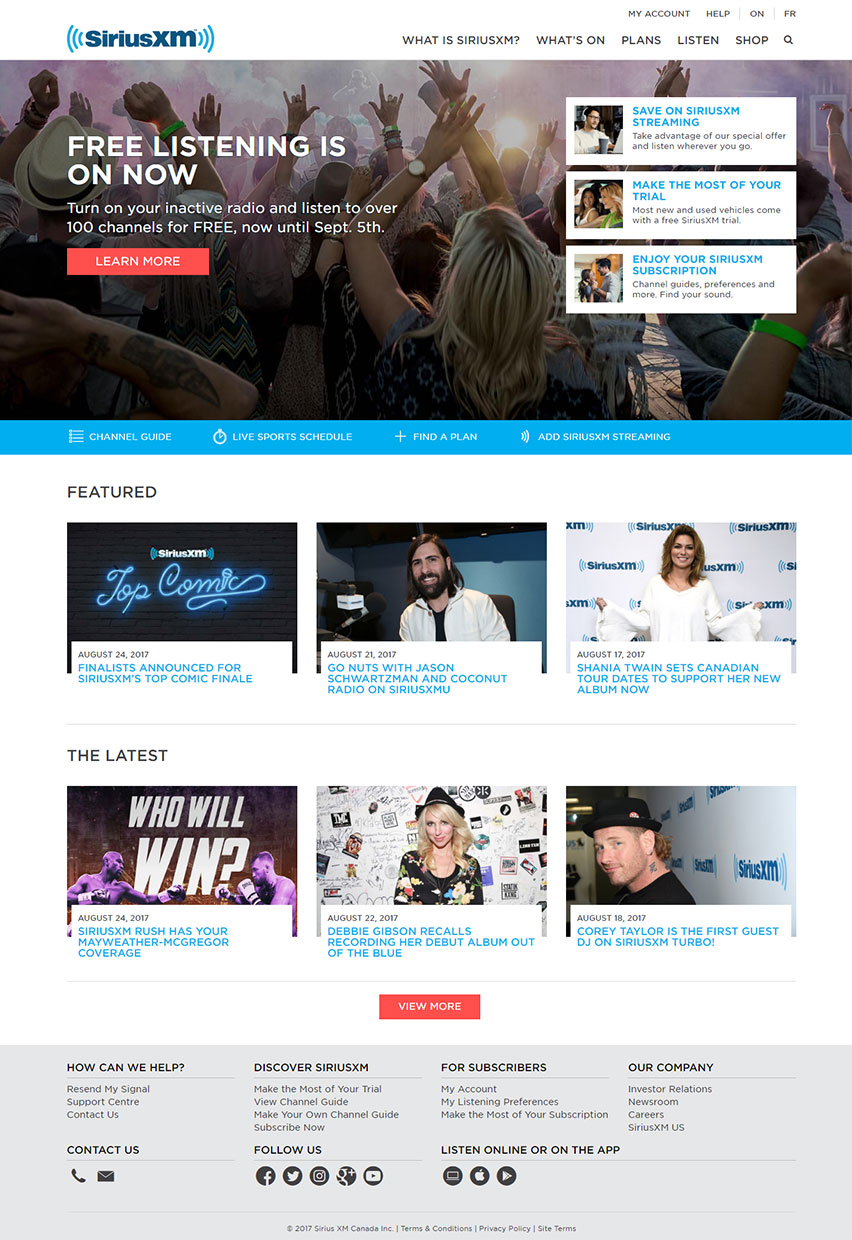 MY ACCOUNT HELP ON FR
SiriusXM
WHAT IS SIRIUSXM? WHAT'S ON PLANS LISTEN SHOP
FREE LISTENING IS
ON NOW
Turn on your inactive radio and listen to over
100 channels for FREE, now until Sept. 5th.
LEARN MORE
SAVE ON SIRIUSXM
STREAMING
Take advantage of our special offer
and listen wherever you go.
MAKE THE MOST OF YOUR
TRIAL
Most new and used vehicles come
with a free SiriusXM trial.
ENJOY YOUR SIRIUSXM
SUBSCRIPTION
Channel guides, preferences and
more. Find your sound.
CHANNEL GUIDE LIVE SPORTS SCHEDULE FIND A PLAN ADD SIRIUSXM STREAMING
FEATURED
SiriusXM
Top Comic
AUGUST 24, 2017
FINALISTS ANNOUNCED FOR
SIRIUSXM'S TOP COMIC FINALE
AUGUST 21, 2017
GO NUTS WITH JASON
SCHWARTZMAN AND COCONUT
RADIO ON SIRIUSXMU
SiriusXM
AUGUST 17, 2017
SHANIA TWAIN SETS CANADIAN
TOUR DATES TO SUPPORT HER NEW
ALBUM NOW
THE LATEST
WHO WILL
WIN?
AUGUST 24, 2017
SIRIUSXM RUSH HAS YOUR
MAYWEATHER-MCGREGOR
COVERAGE
AUGUST 22, 2017
DEBBIE GIBSON RECALLS
RECORDING HER DEBUT ALBUM OUT
OF THE BLUE
SiriusXM
AUGUST 18, 2017
COREY TAYLOR IS THE FIRST GUEST
DJ ON SIRIUSXM TURBO!
VIEW MORE
HOW CAN WE HELP?
Resend My Signal
Support Centre
Contact Us
DISCOVER SIRIUSXM
Make the Most of Your Trial
View Channel Guide
Make Your Own Channel Guide
Subscribe Now
FOR SUBSCRIBERS
My Account
My Listening Preferences
Make the Most of Your Subscription
OUR COMPANY
Investor Relations
Newsroom
Careers
SiriusXM US
CONTACT US
FOLLOW US
LISTEN ONLINE OR ON THE APP
© 2017 Sirius XM Canada Inc. | Terms & Conditions | Privacy Policy | Site Terms